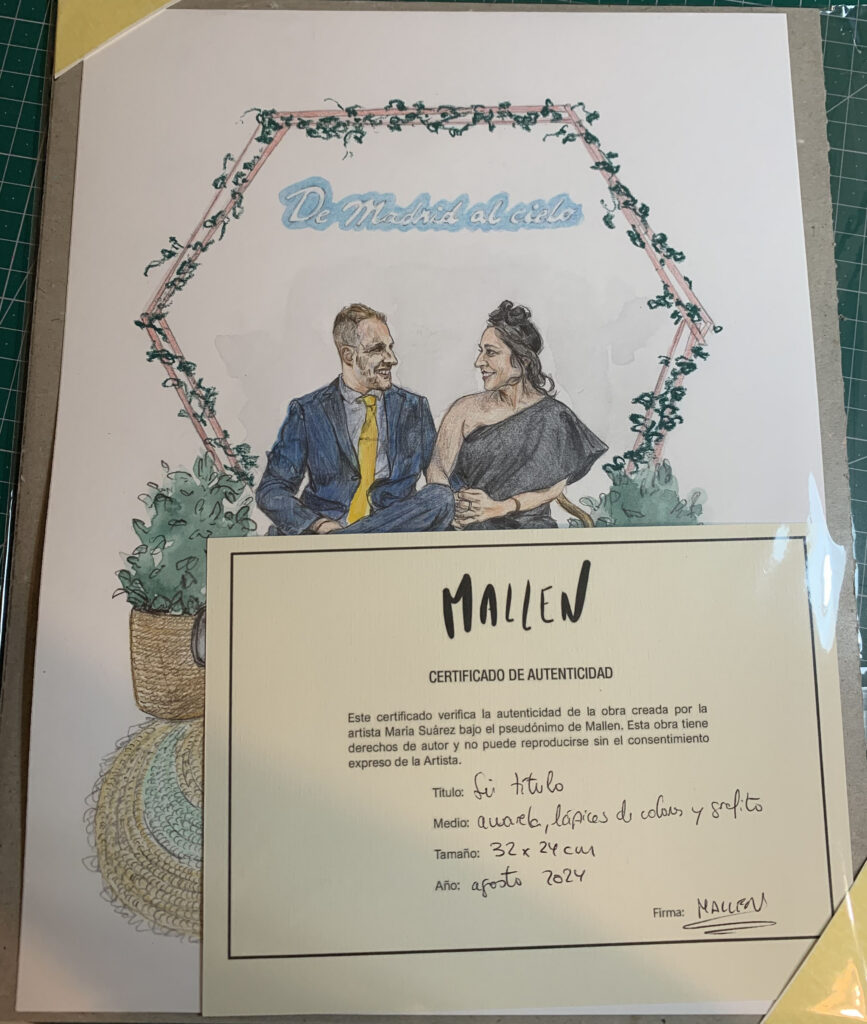 De Madrid al cielo
MALLEN
CERTIFICADO DE AUTENTICIDAD
Este certificado verifica la autenticidad de la obra creada por la
artista María Suárez bajo el pseudónimo de Mallen. Esta obra tiene
derechos de autor y no puede reproducirse sin el consentimiento
expreso de la Artista.
Título: Sin título
Medio: acuarela, lápices de colores y grafito
Tamaño: 32 x 24 cm
Año: agosto 2024
Firma: MALLEN